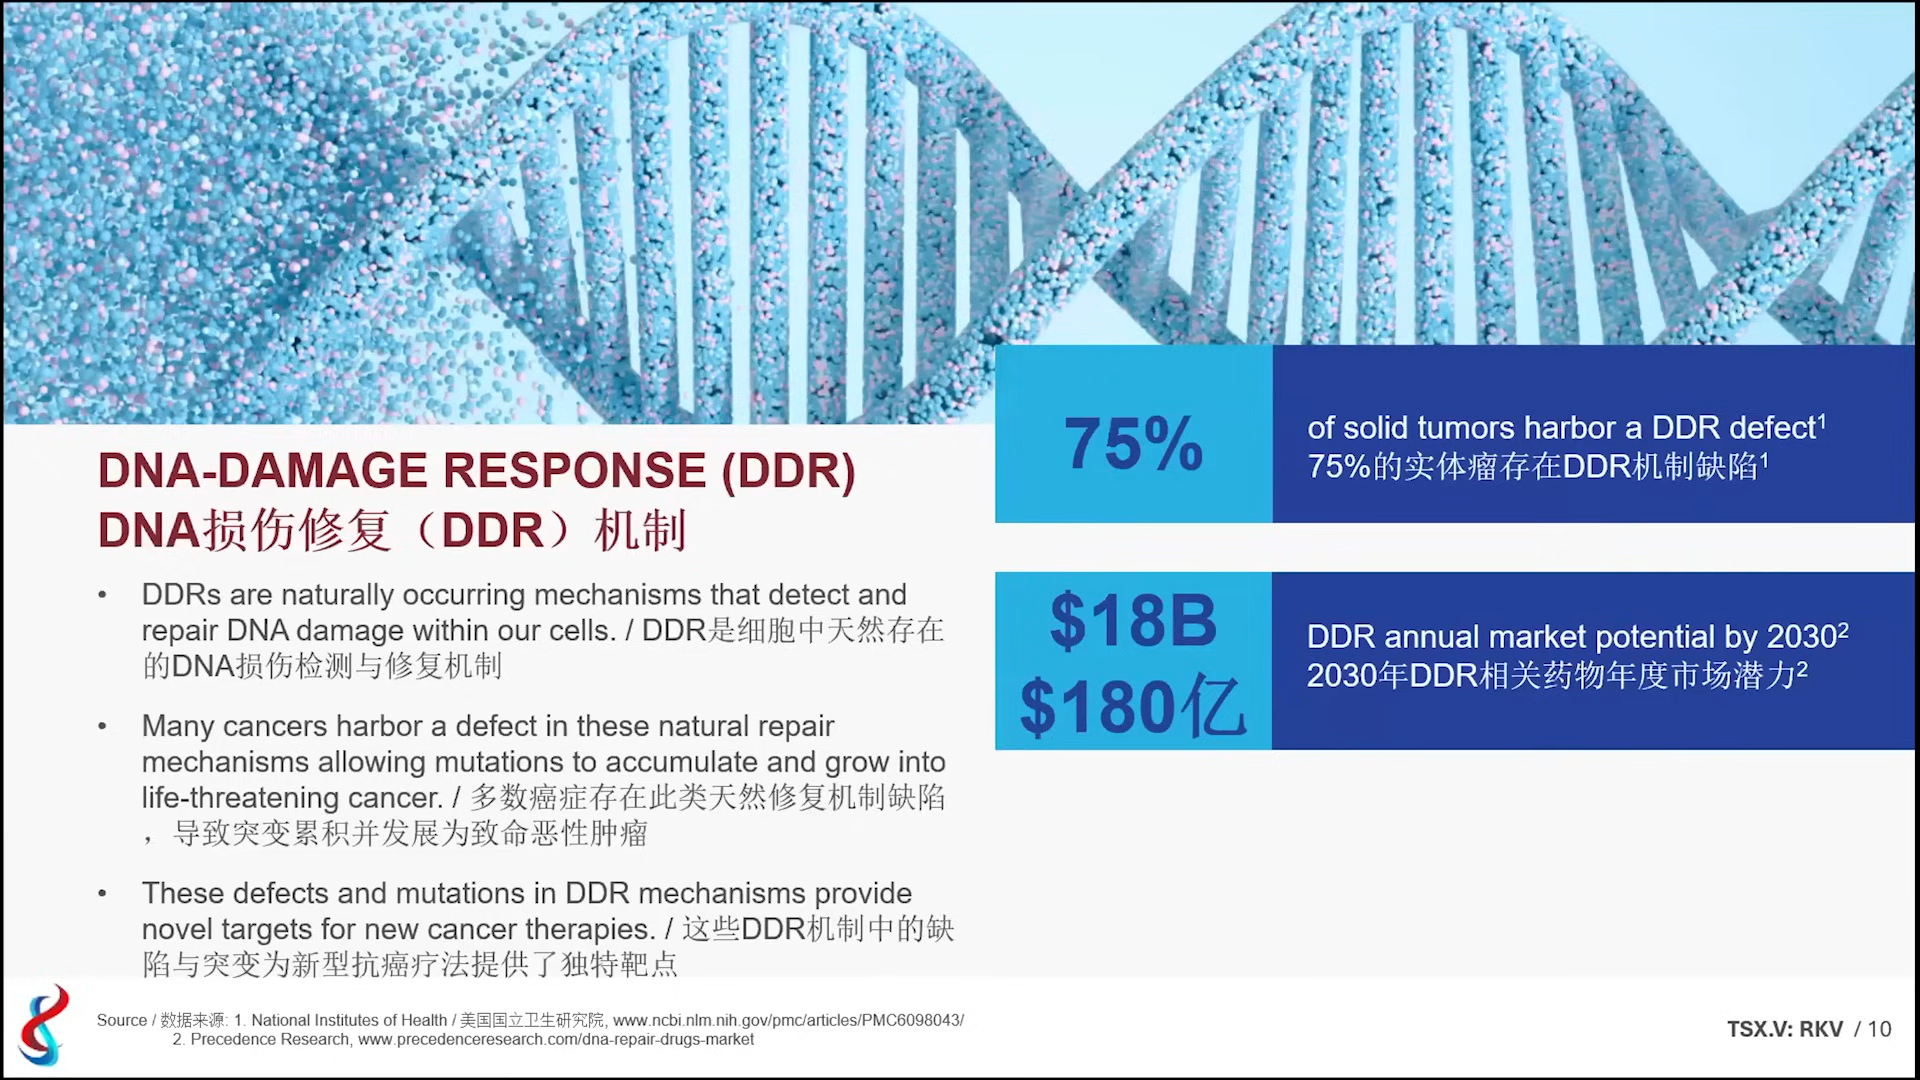 DNA-DAMAGE RESPONSE (DDR)
DNA损伤修复（DDR）机制
• DDRs are naturally occurring mechanisms that detect and
repair DNA damage within our cells. / DDR是细胞中天然存在
的DNA损伤检测与修复机制
• Many cancers harbor a defect in these natural repair
mechanisms allowing mutations to accumulate and grow into
life-threatening cancer. / 多数癌症存在此类天然修复机制缺陷
，导致突变累积并发展为致命恶性肿瘤
• These defects and mutations in DDR mechanisms provide
novel targets for new cancer therapies. / 这些DDR机制中的缺
陷与突变为新型抗癌疗法提供了独特靶点
75%
of solid tumors harbor a DDR defect¹
75%的实体瘤存在DDR机制缺陷¹
$18B
$180亿
DDR annual market potential by 2030²
2030年DDR相关药物年度市场潜力²
Source / 数据来源: 1. National Institutes of Health / 美国国立卫生研究院, www.ncbi.nlm.nih.gov/pmc/articles/PMC6098043/
2. Precedence Research, www.precedenceresearch.com/dna-repair-drugs-market
TSX.V: RKV / 10